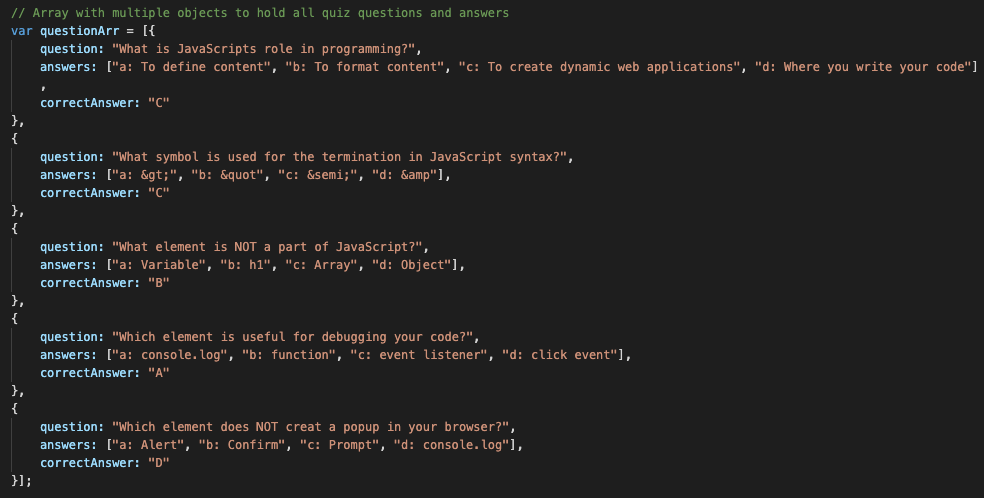 // Array with multiple objects to hold all quiz questions and answers
var questionArr = [{
    question: "What is JavaScripts role in programming?",
    answers: ["a: To define content", "b: To format content", "c: To create dynamic web applications", "d: Where you write your code"]
    ,
    correctAnswer: "C"
},
{
    question: "What symbol is used for the termination in JavaScript syntax?",
    answers: ["a: &gt;", "b: &quot", "c: &semi;", "d: &amp"],
    correctAnswer: "C"
},
{
    question: "What element is NOT a part of JavaScript?",
    answers: ["a: Variable", "b: h1", "c: Array", "d: Object"],
    correctAnswer: "B"
},
{
    question: "Which element is useful for debugging your code?",
    answers: ["a: console.log", "b: function", "c: event listener", "d: click event"],
    correctAnswer: "A"
},
{
    question: "Which element does NOT creat a popup in your browser?",
    answers: ["a: Alert", "b: Confirm", "c: Prompt", "d: console.log"],
    correctAnswer: "D"
}];